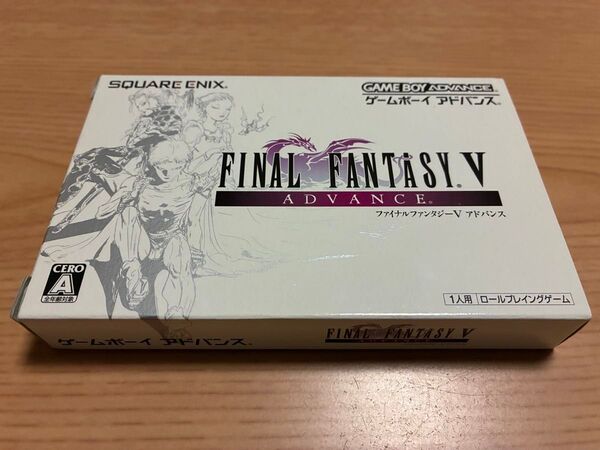 SQUARE ENIX®
GAME BOY ADVANCE™
ゲームボーイ アドバンス®
FINAL FANTASY® V
ADVANCE®
ファイナルファンタジーV アドバンス
CERO
A
全年齢対象
1人用 ロールプレイングゲーム
ゲームボーイ アドバンス®
FINAL FANTASY V
ADVANCE